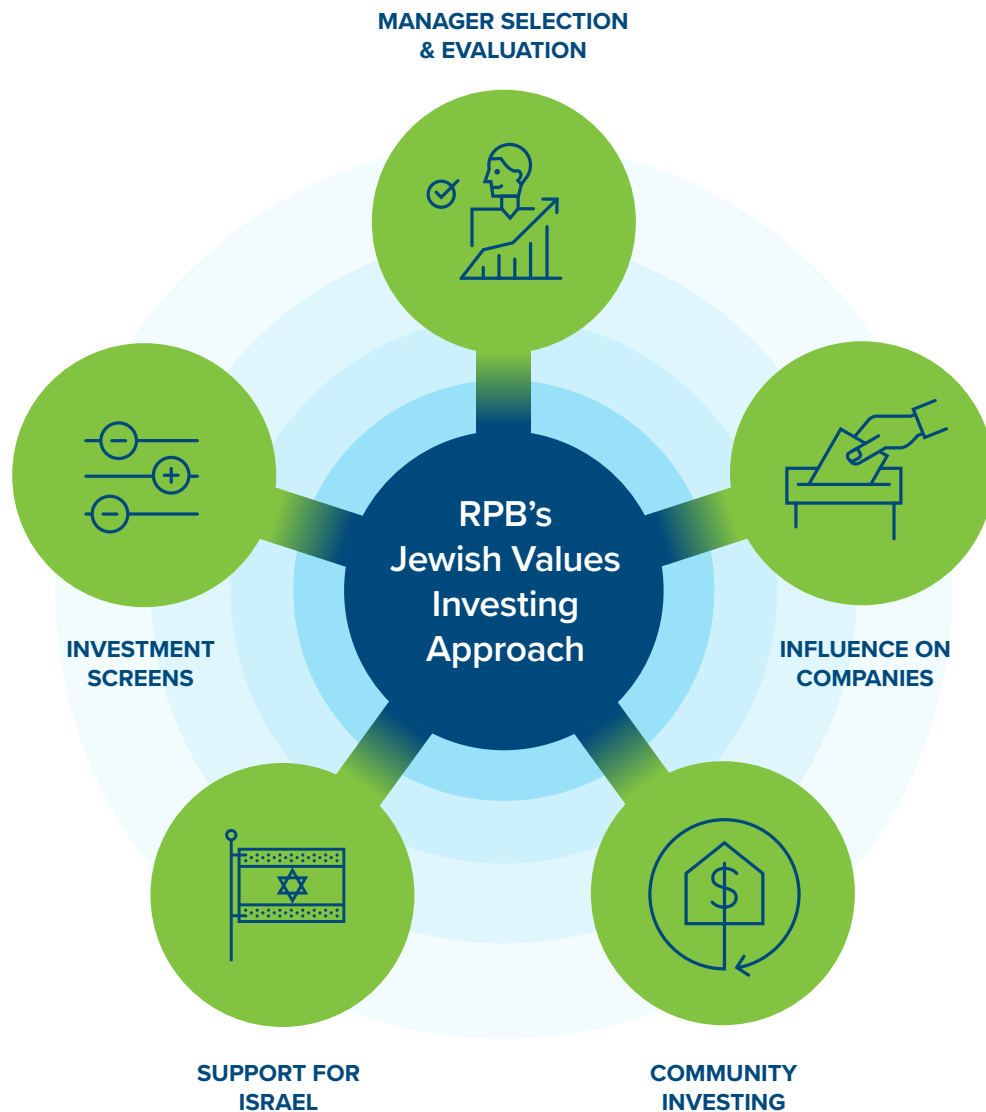 MANAGER SELECTION
& EVALUATION
RPB’s
Jewish Values
Investing
Approach
INVESTMENT
SCREENS
INFLUENCE ON
COMPANIES
$
SUPPORT FOR
ISRAEL
COMMUNITY
INVESTING